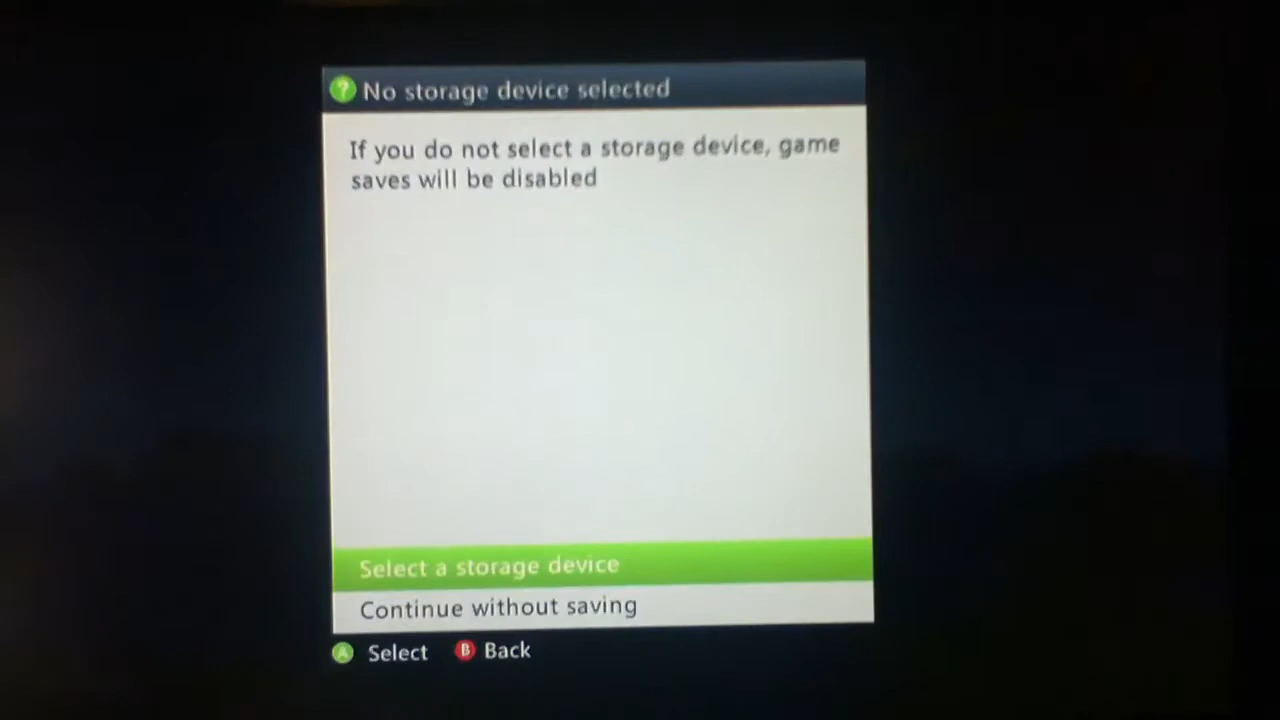 ? No storage device selected
If you do not select a storage device, game
saves will be disabled
Select a storage device
Continue without saving
A Select B Back